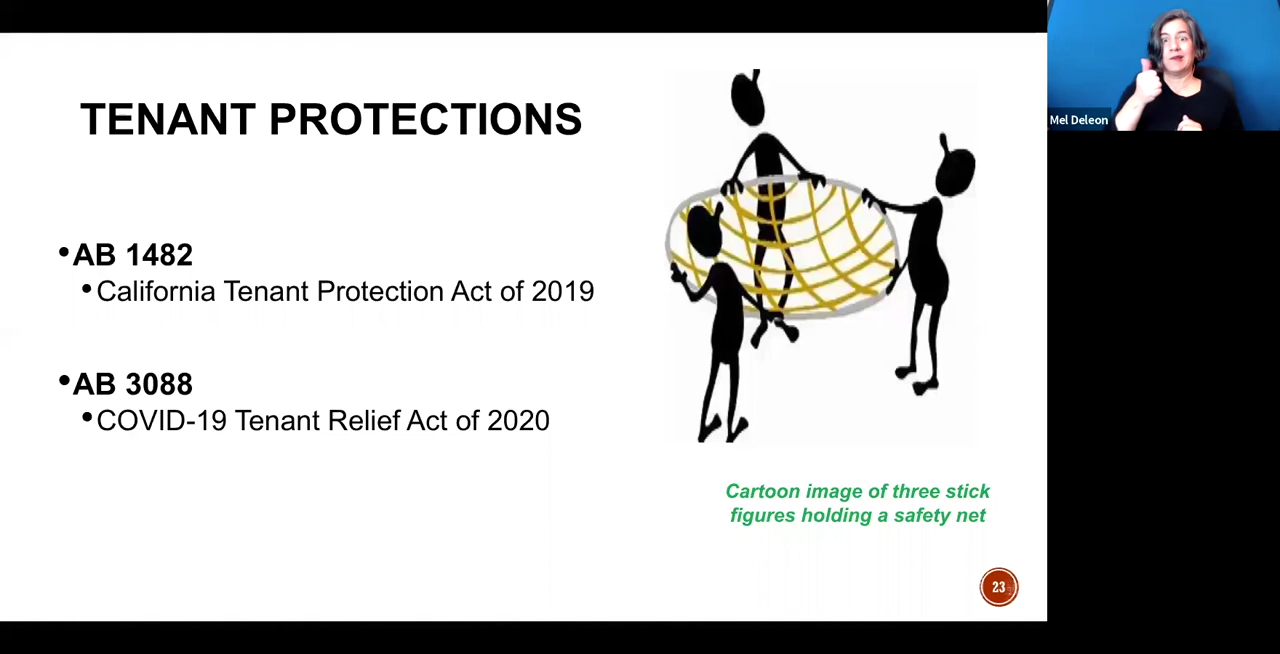 TENANT PROTECTIONS
•AB 1482
•California Tenant Protection Act of 2019
•AB 3088
•COVID-19 Tenant Relief Act of 2020
Cartoon image of three stick
figures holding a safety net
23
Mel Deleon